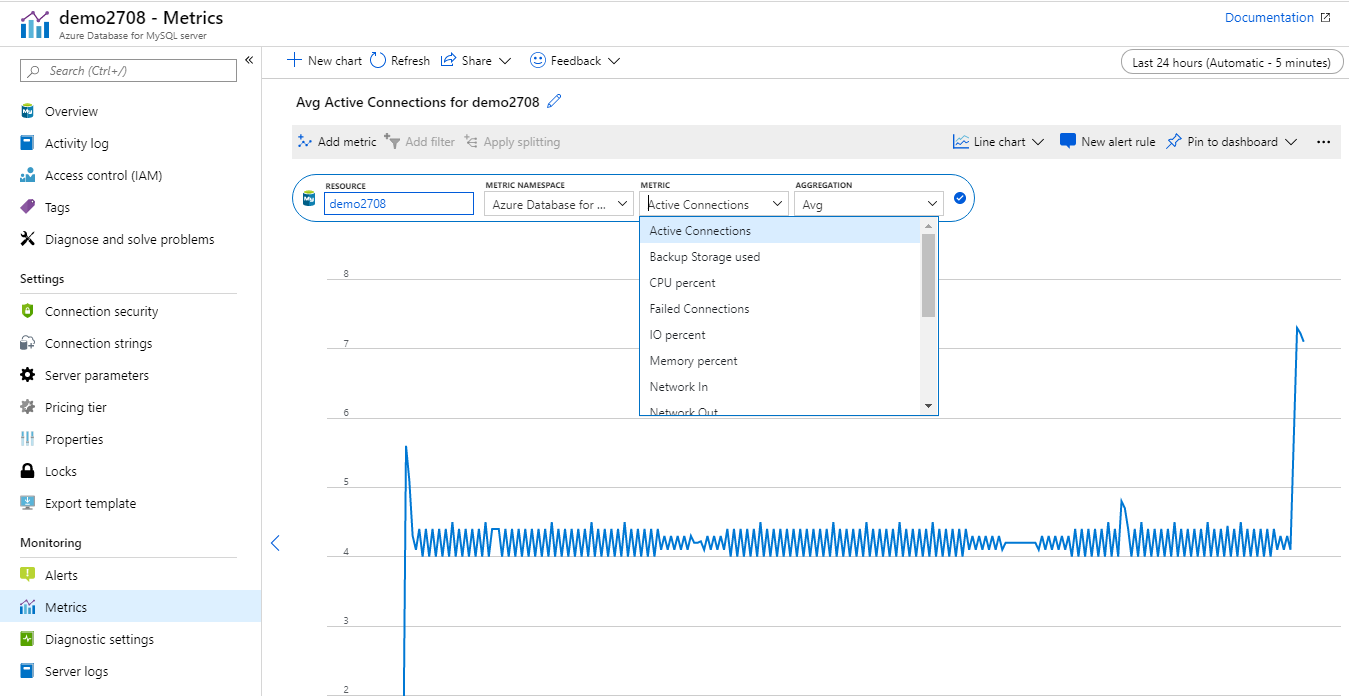 demo2708 - Metrics
Azure Database for MySQL server
Documentation
Search (Ctrl+/)
«
Overview
Activity log
Access control (IAM)
Tags
Diagnose and solve problems
Settings
Connection security
Connection strings
Server parameters
Pricing tier
Properties
Locks
Export template
Monitoring
Alerts
Metrics
Diagnostic settings
Server logs
New chart Refresh Share Feedback
Last 24 hours (Automatic - 5 minutes)
Avg Active Connections for demo2708
Add metric Add filter Apply splitting
Line chart New alert rule Pin to dashboard ...
RESOURCE METRIC NAMESPACE METRIC AGGREGATION
demo2708 Azure Database for ... Active Connections Avg
Active Connections
Backup Storage used
CPU percent
Failed Connections
IO percent
Memory percent
Network In
Network Out
8
7
6
5
4
3
2